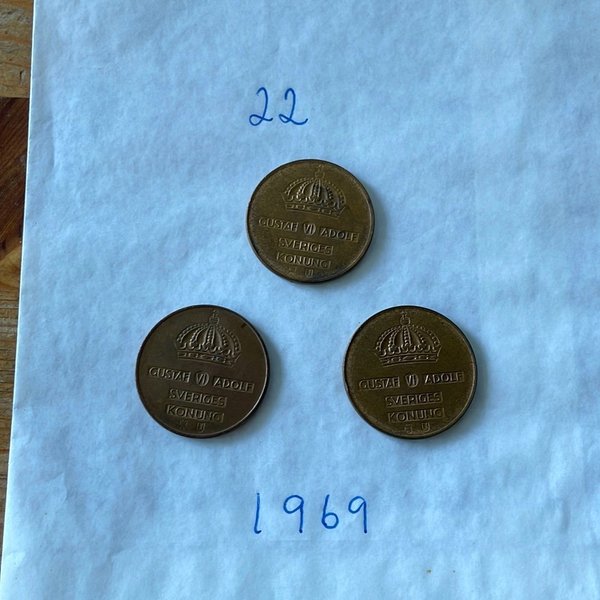 22
GUSTAF VI ADOLF
SVERIGES
KONUNG
U
GUSTAF VI ADOLF
SVERIGES
KONUNG
U
GUSTAF VI ADOLF
SVERIGES
KONUNG
U
1969